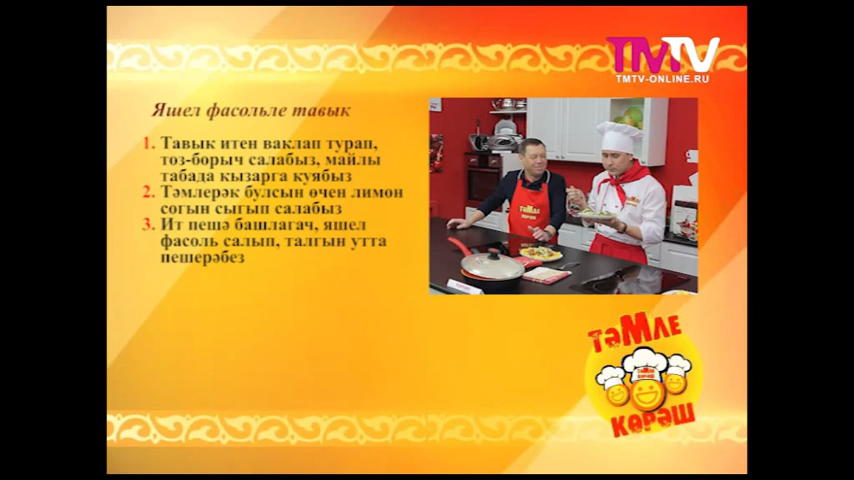 TMTV
TMTV-ONLINE.RU
Яшел фасольле тавык
1. Тавык итен ваклап турап,
тоз-борыч салабыз, майлы
табада кызарга куябыз
2. Тәмлерәк булсын өчен лимон
согын сыгып салабыз
3. Ит пешә башлагач, яшел
фасоль салып, талгын утта
пешерәбез
ТәМЛЕ
КӨРӘШ